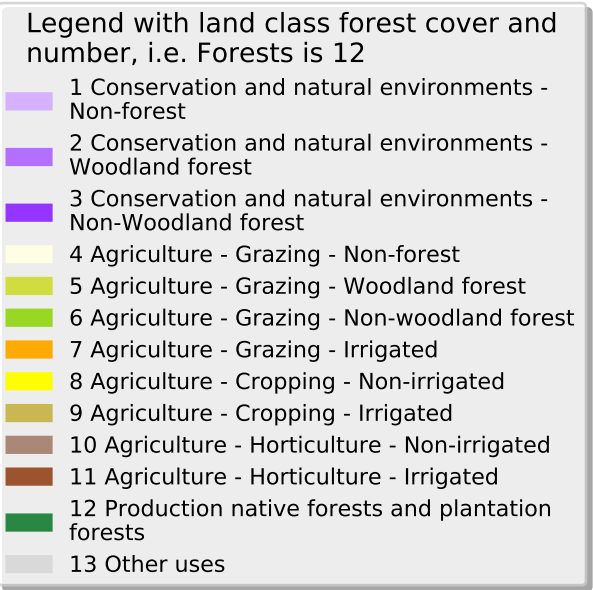 Legend with land class forest cover and
number, i.e. Forests is 12
1 Conservation and natural environments -
Non-forest
2 Conservation and natural environments -
Woodland forest
3 Conservation and natural environments -
Non-Woodland forest
4 Agriculture - Grazing - Non-forest
5 Agriculture - Grazing - Woodland forest
6 Agriculture - Grazing - Non-woodland forest
7 Agriculture - Grazing - Irrigated
8 Agriculture - Cropping - Non-irrigated
9 Agriculture - Cropping - Irrigated
10 Agriculture - Horticulture - Non-irrigated
11 Agriculture - Horticulture - Irrigated
12 Production native forests and plantation
forests
13 Other uses